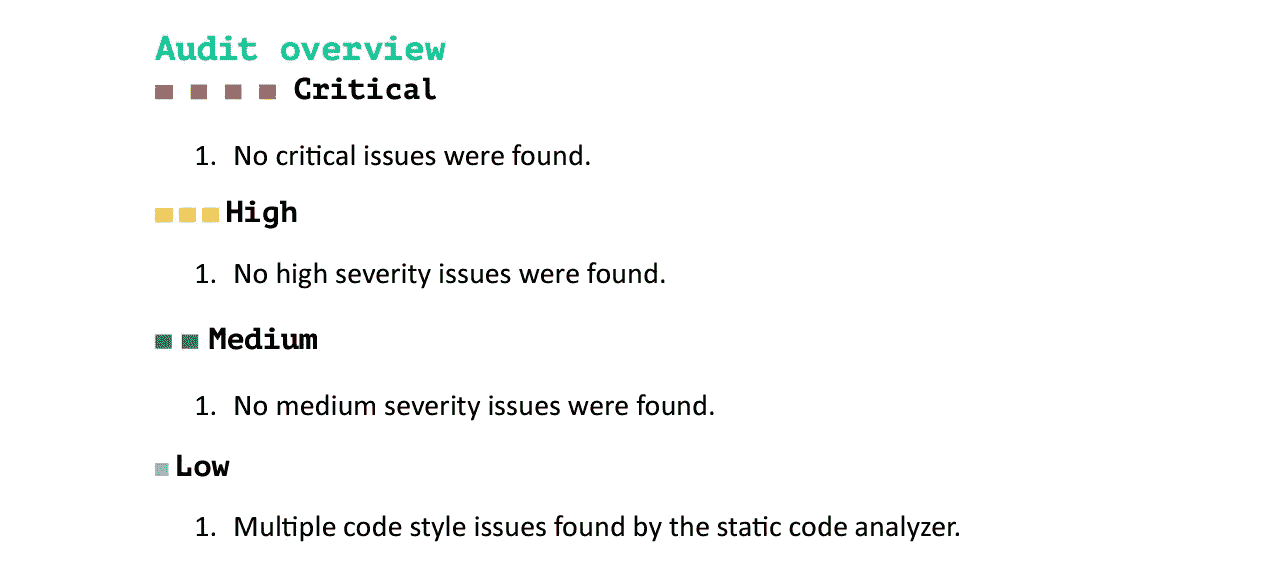 Audit overview
Critical
1. No critical issues were found.
High
1. No high severity issues were found.
Medium
1. No medium severity issues were found.
Low
1. Multiple code style issues found by the static code analyzer.